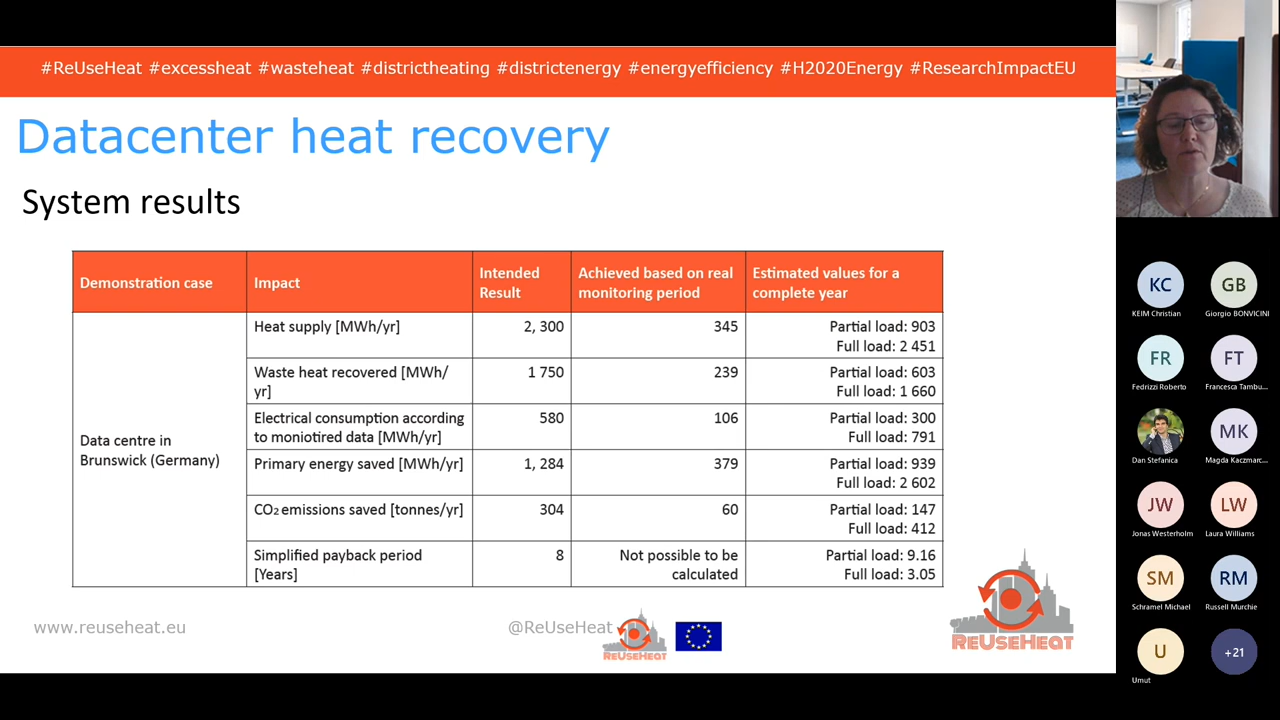 #ReUseHeat #excessheat #wasteheat #districtheating #districtenergy #energyefficiency #H2020Energy #ResearchImpactEU
Datacenter heat recovery
System results
Demonstration case
Impact
Intended
Result
Achieved based on real
monitoring period
Estimated values for a
complete year
Data centre in
Brunswick (Germany)
Heat supply [MWh/yr]
2, 300
345
Partial load: 903
Full load: 2 451
Waste heat recovered [MWh/
yr]
1 750
239
Partial load: 603
Full load: 1 660
Electrical consumption according
to moniotired data [MWh/yr]
580
106
Partial load: 300
Full load: 791
Primary energy saved [MWh/yr]
1, 284
379
Partial load: 939
Full load: 2 602
CO₂ emissions saved [tonnes/yr]
304
60
Partial load: 147
Full load: 412
Simplified payback period
[Years]
8
Not possible to be
calculated
Partial load: 9.16
Full load: 3.05
www.reuseheat.eu
@ReUseHeat
ReUseHeat
ReUseHeat
KC
KEIM Christian
GB
Giorgio BONVICINI
FR
Fedrizzi Roberto
FT
Francesca Tambu...
Dan Stefanica
MK
Magda Kaczmarc...
JW
Jonas Westerholm
LW
Laura Williams
SM
Schramel Michael
RM
Russell Murchie
U
Umut
+21